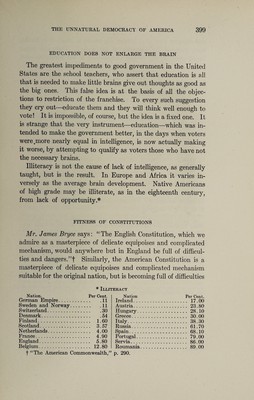 THE UNNATURAL DEMOCRACY OF AMERICA 399
EDUCATION DOES NOT ENLARGE THE BRAIN
The greatest impediments to good government in the United
States are the school teachers, who assert that education is all
that is needed to make little brains give out thoughts as good as
the big ones. This false idea is at the basis of all the objec-
tions to restriction of the franchise. To every such suggestion
they cry out—educate them and they will think well enough to
vote! It is impossible, of course, but the idea is a fixed one. It
is strange that the very instrument—education—which was in-
tended to make the government better, in the days when voters
were more nearly equal in intelligence, is now actually making
it worse, by attempting to qualify as voters those who have not
the necessary brains.
Illiteracy is not the cause of lack of intelligence, as generally
taught, but is the result. In Europe and Africa it varies in-
versely as the average brain development. Native Americans
of high grade may be illiterate, as in the eighteenth century,
from lack of opportunity.*
FITNESS OF CONSTITUTIONS
Mr. James Bryce says: "The English Constitution, which we
admire as a masterpiece of delicate equipoises and complicated
mechanism, would anywhere but in England be full of difficul-
ties and dangers."† Similarly, the American Constitution is a
masterpiece of delicate equipoises and complicated mechanism
suitable for the original nation, but is becoming full of difficulties
* ILLITERACY
Nation. Per Cent. Nation Per Cent.
German Empire .11 Ireland 17.00
Sweden and Norway .11 Austria 23.80
Switzerland .30 Hungary 28.10
Denmark .54 Greece 30.00
Finland 1.60 Italy 38.30
Scotland 3.57 Russia 61.70
Netherlands 4.00 Spain 68.10
France 4.90 Portugal 79.00
England 5.80 Servia 86.00
Belgium 12.80 Roumania 89.00
† "The American Commonwealth," p. 290.